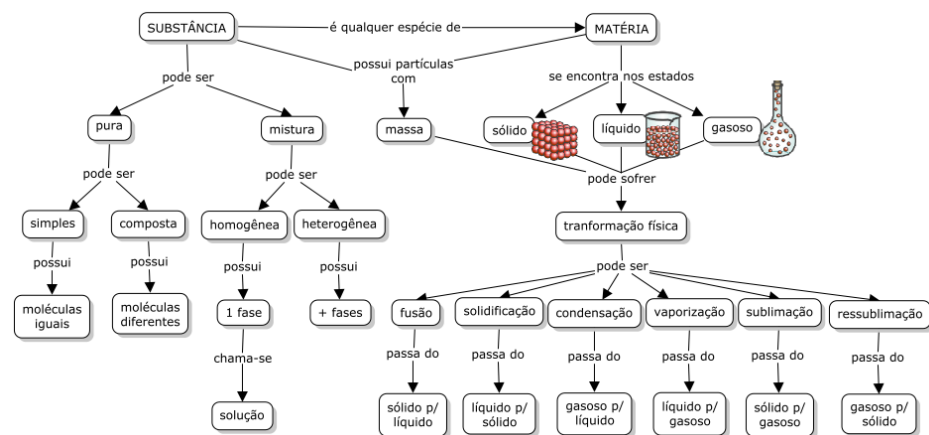 SUBSTÂNCIA
é qualquer espécie de
MATÉRIA
possui partículas
com
se encontra nos estados
pode ser
pura
mistura
massa
sólido
líquido
gasoso
pode ser
pode ser
pode sofrer
simples
composta
homogênea
heterogênea
tranformação física
possui
possui
possui
possui
pode ser
moléculas
iguais
moléculas
diferentes
1 fase
+ fases
fusão
solidificação
condensação
vaporização
sublimação
ressublimação
chama-se
passa do
passa do
passa do
passa do
passa do
passa do
solução
sólido p/
líquido
líquido p/
sólido
gasoso p/
líquido
líquido p/
gasoso
sólido p/
gasoso
gasoso p/
sólido